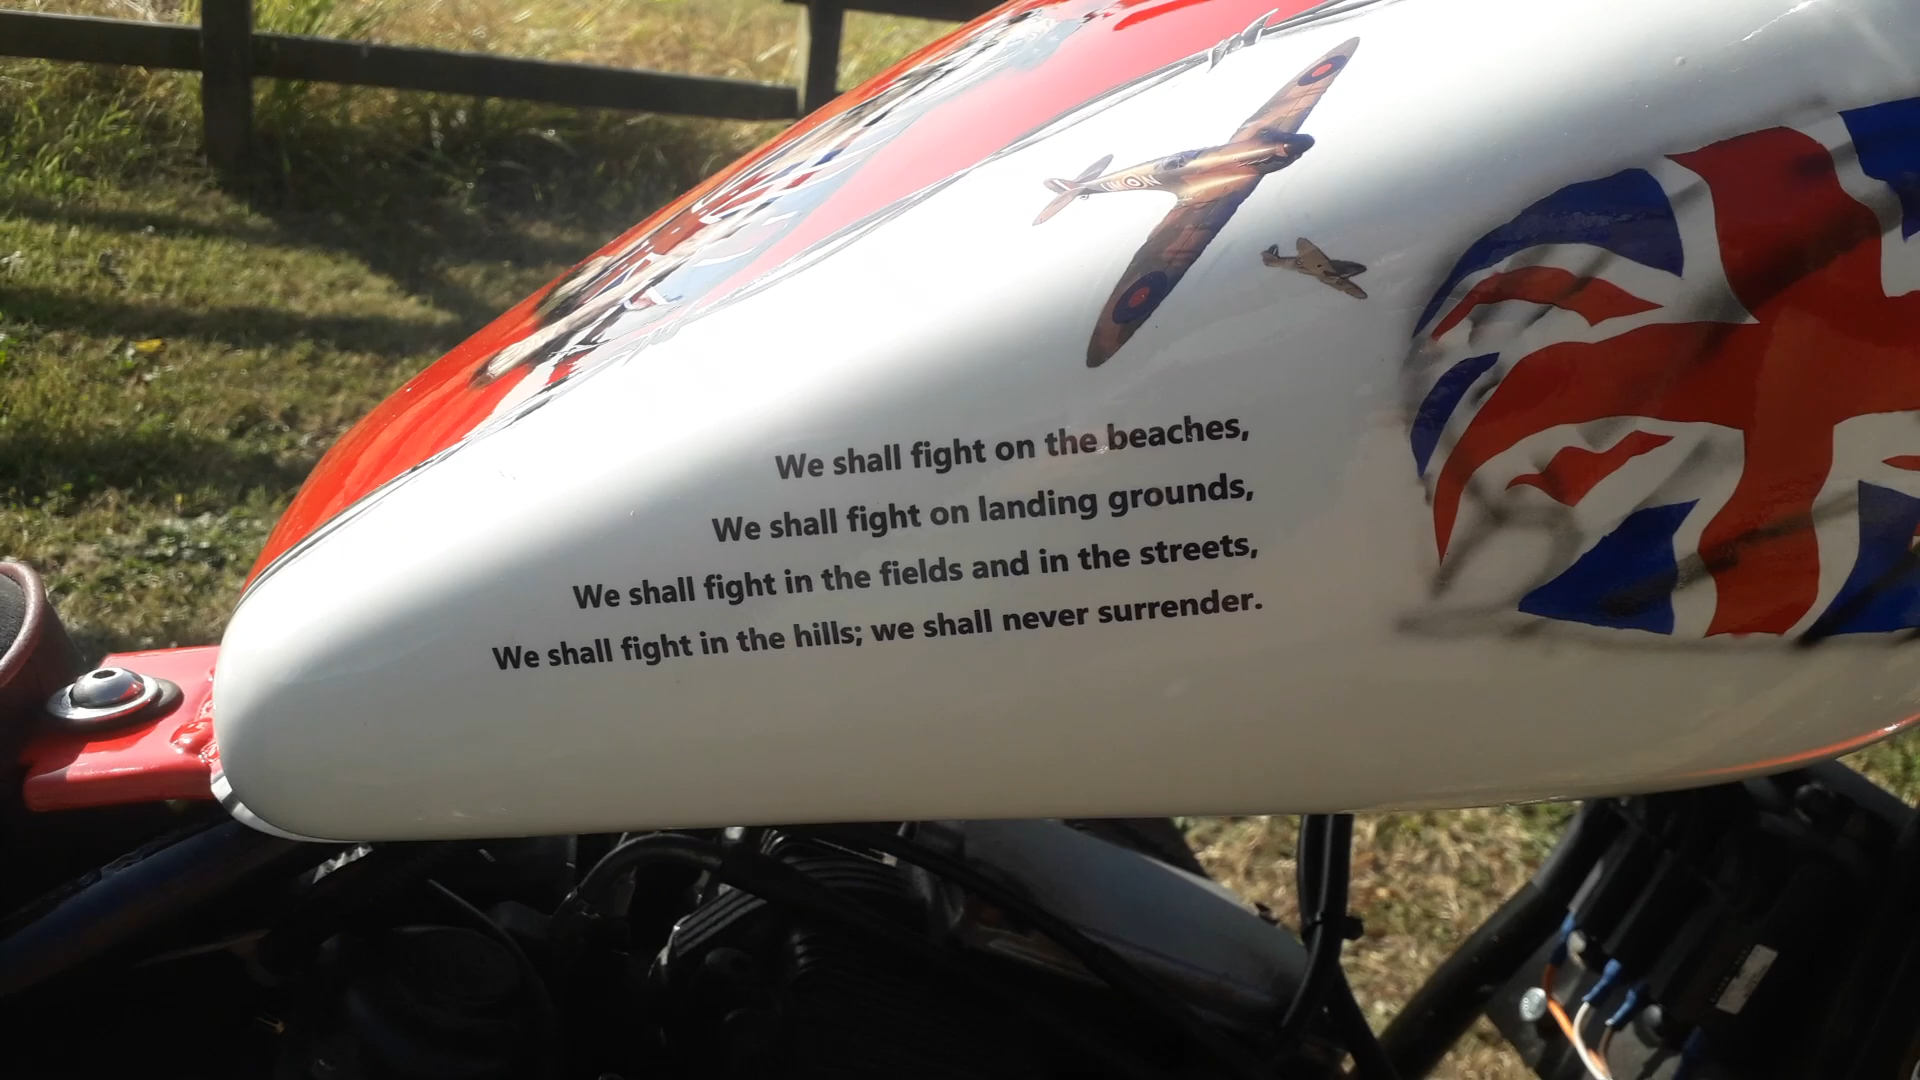 We shall fight on the beaches,
We shall fight on landing grounds,
We shall fight in the fields and in the streets,
We shall fight in the hills; we shall never surrender.